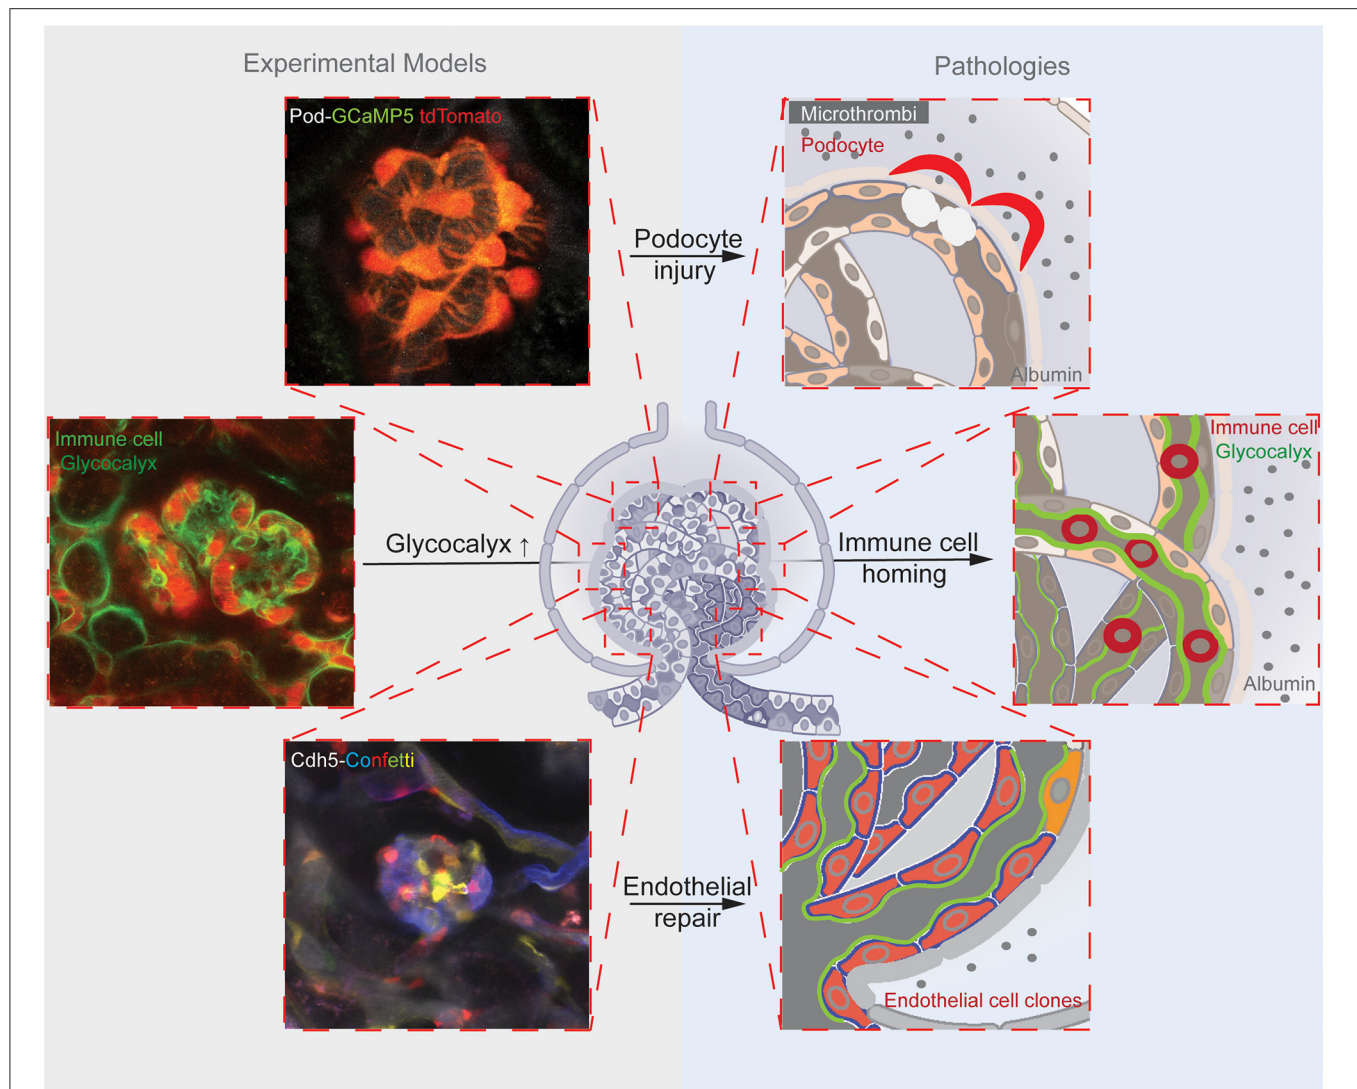 Experimental Models
Pathologies
Pod-GCaMP5 tdTomato
Microthrombi
Podocyte
Podocyte
injury
Albumin
Immune cell
Glycocalyx
Glycocalyx ↑
Immune cell
homing
Immune cell
Glycocalyx
Albumin
Cdh5-Confetti
Endothelial
repair
Endothelial cell clones